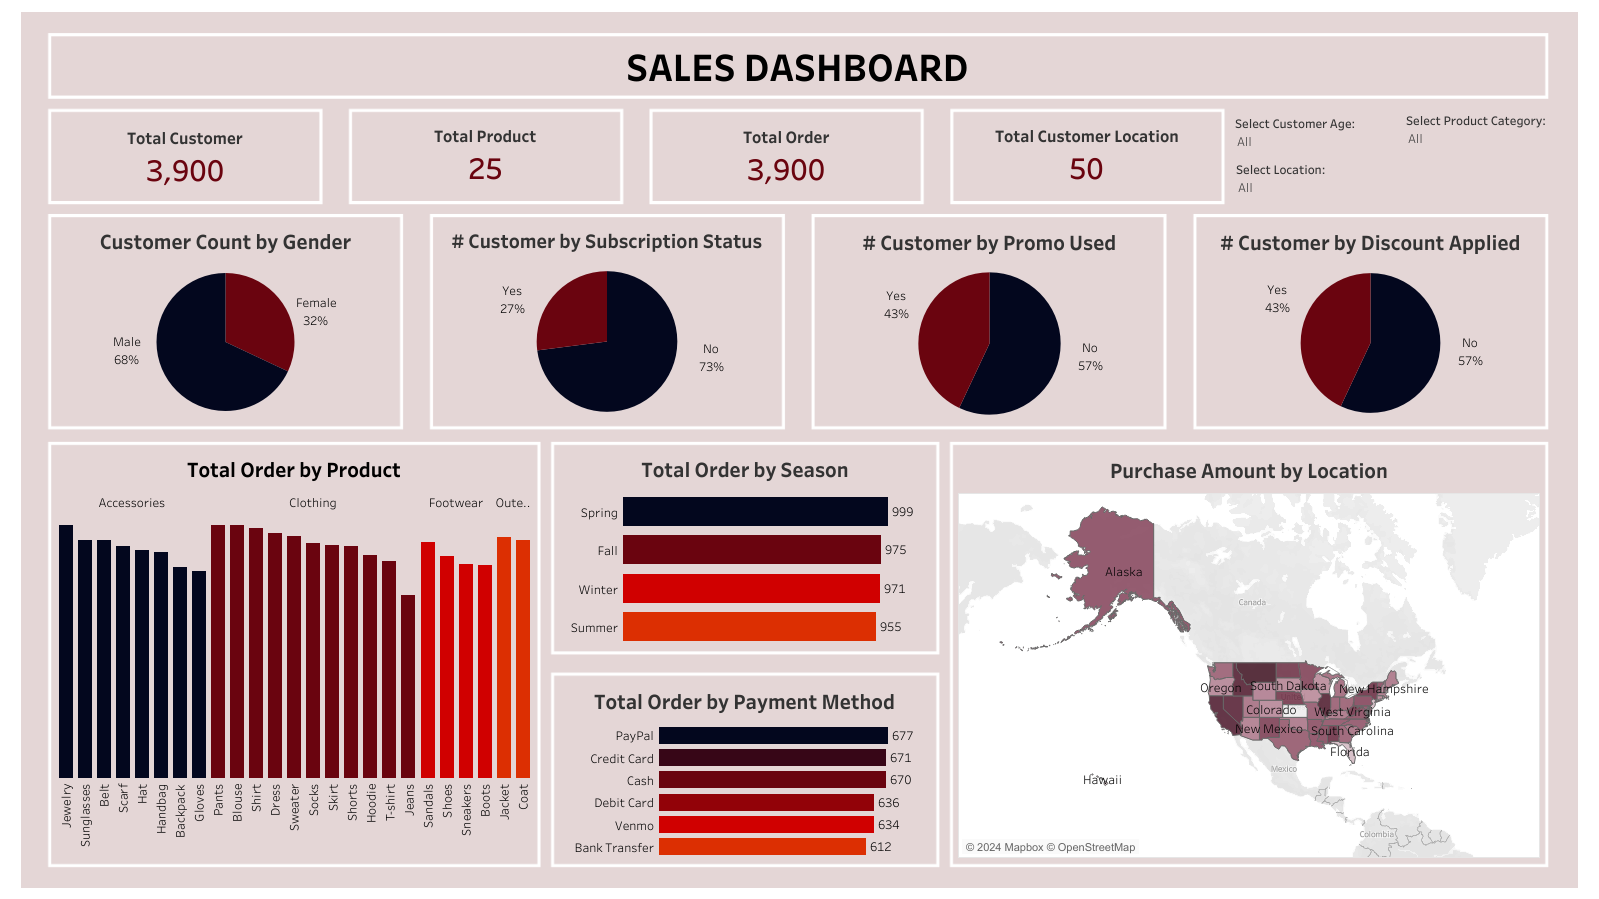 SALES DASHBOARD
Total Customer
3,900
Total Product
25
Total Order
3,900
Total Customer Location
50
Select Customer Age:
All
Select Product Category:
All
Select Location:
All
Customer Count by Gender
Female
32%
Male
68%
# Customer by Subscription Status
Yes
27%
No
73%
# Customer by Promo Used
Yes
43%
No
57%
# Customer by Discount Applied
Yes
43%
No
57%
Total Order by Product
Accessories
Clothing
Footwear
Oute..
Jewelry
Sunglasses
Belt
Scarf
Hat
Handbag
Backpack
Gloves
Pants
Blouse
Shirt
Dress
Sweater
Socks
Skirt
Shorts
Hoodie
T-shirt
Jeans
Sandals
Shoes
Sneakers
Boots
Jacket
Coat
Total Order by Season
Spring 999
Fall 975
Winter 971
Summer 955
Total Order by Payment Method
PayPal 677
Credit Card 671
Cash 670
Debit Card 636
Venmo 634
Bank Transfer 612
Purchase Amount by Location
Alaska
Canada
Oregon
South Dakota
New Hampshire
Colorado
West Virginia
New Mexico
South Carolina
Florida
Mexico
Hawaii
Colombia
© 2024 Mapbox © OpenStreetMap